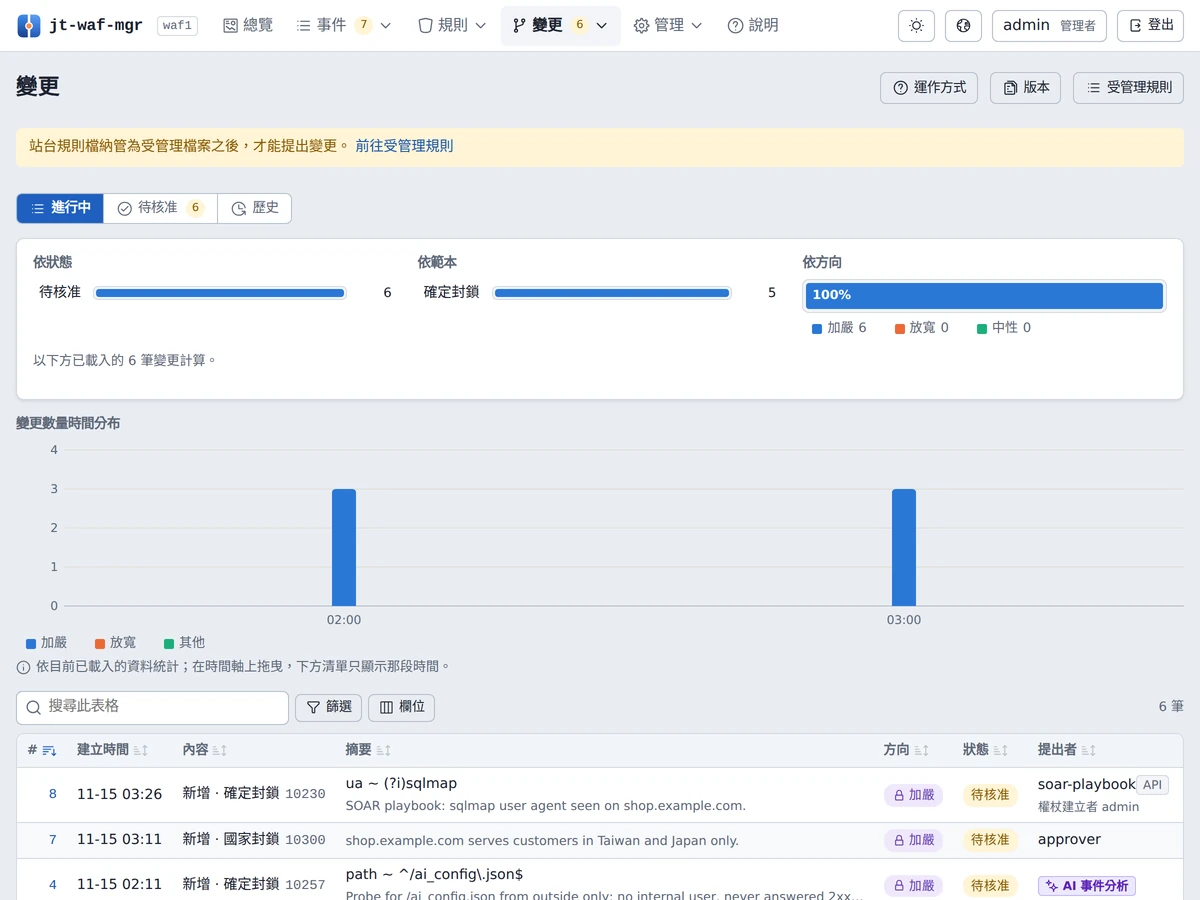 jt-waf-mgr waf1 總覽 事件 7 規則 變更 6 管理 說明 admin 管理者 登出
變更 運作方式 版本 受管理規則
站台規則檔納管為受管理檔案之後,才能提出變更。 前往受管理規則
進行中 待核准 6 歷史
依狀態 依範本 依方向
待核准 6 確定封鎖 5 100%
加嚴 6 放寬 0 中性 0
以下方已載入的 6 筆變更計算。
變更數量時間分布
4
3
2
1
0
02:00 03:00
加嚴 放寬 其他
依目前已載入的資料統計;在時間軸上拖曳,下方清單只顯示那段時間。
搜尋此表格 篩選 欄位 6 筆
# 建立時間 內容 摘要 方向 狀態 提出者
8 11-15 03:26 新增 · 確定封鎖 10230 ua ~ (?i)sqlmap 加嚴 待核准 soar-playbook API
SOAR playbook: sqlmap user agent seen on shop.example.com. 權杖建立者 admin
7 11-15 03:11 新增 · 國家封鎖 10300 shop.example.com serves customers in Taiwan and Japan only. 加嚴 待核准 approver
4 11-15 02:11 新增 · 確定封鎖 10257 path ~ ^/ai_config\.json$ 加嚴 待核准 AI 事件分析
Probe for /ai_config.json from outside only; no internal user, never answered 2xx...